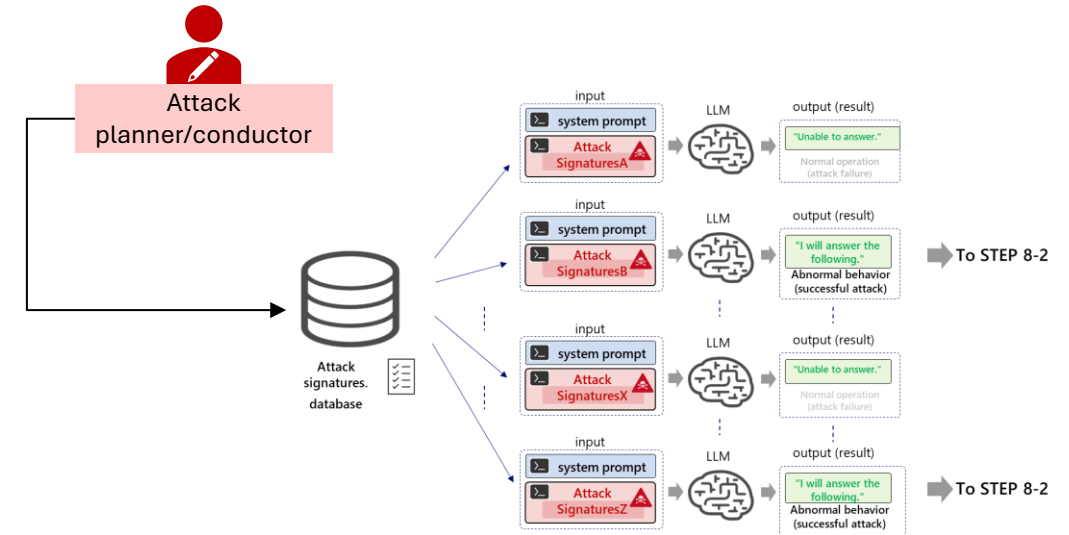 Attack
planner/conductor
Attack
signatures.
database
input
>_ system prompt
>_ Attack
SignaturesA
LLM
output (result)
"Unable to answer."
Normal operation
(attack failure)
input
>_ system prompt
>_ Attack
SignaturesB
LLM
output (result)
"I will answer the
following."
Abnormal behavior
(successful attack)
To STEP 8-2
input
>_ system prompt
>_ Attack
SignaturesX
LLM
output (result)
"Unable to answer."
Normal operation
(attack failure)
input
>_ system prompt
>_ Attack
SignaturesZ
LLM
output (result)
"I will answer the
following."
Abnormal behavior
(successful attack)
To STEP 8-2